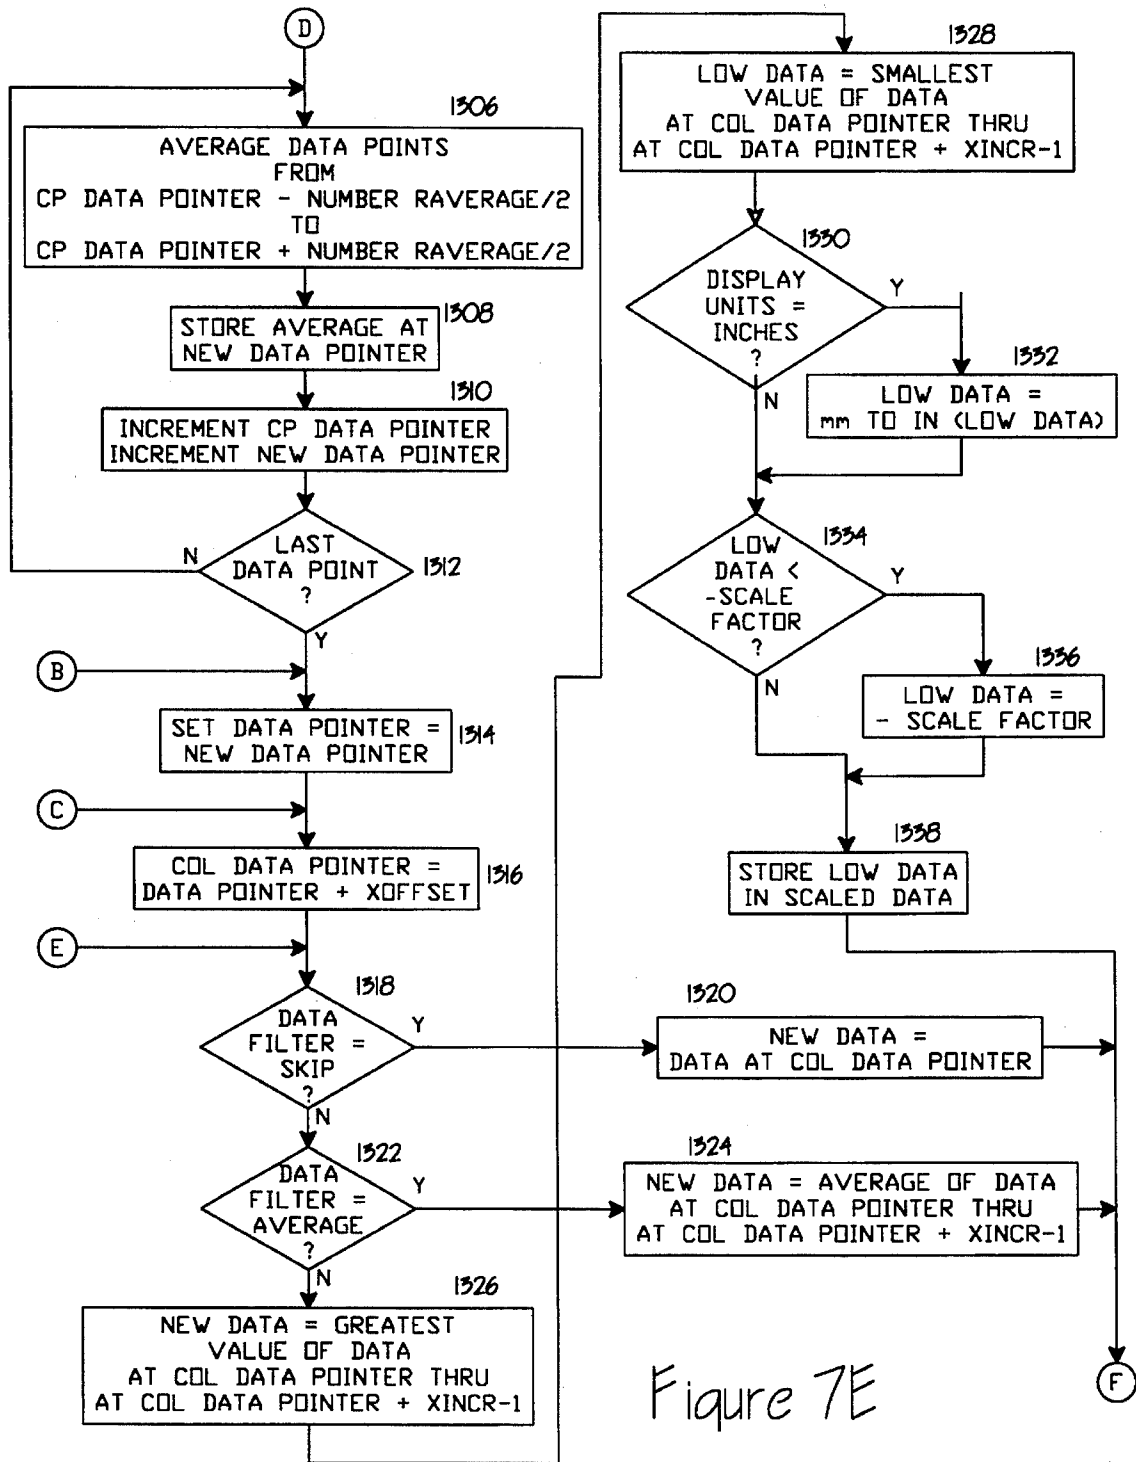 D
1306
AVERAGE DATA POINTS
FROM
CP DATA POINTER - NUMBER RAVERAGE/2
TO
CP DATA POINTER + NUMBER RAVERAGE/2
1308
STORE AVERAGE AT
NEW DATA POINTER
1310
INCREMENT CP DATA POINTER
INCREMENT NEW DATA POINTER
N
LAST
DATA POINT
?
1312
Y
B
SET DATA POINTER =
NEW DATA POINTER
1314
C
COL DATA POINTER =
DATA POINTER + XOFFSET
1316
E
1318
DATA
FILTER =
SKIP
?
Y
N
1320
NEW DATA =
DATA AT COL DATA POINTER
1322
DATA
FILTER =
AVERAGE
?
Y
N
1324
NEW DATA = AVERAGE OF DATA
AT COL DATA POINTER THRU
AT COL DATA POINTER + XINCR-1
1326
NEW DATA = GREATEST
VALUE OF DATA
AT COL DATA POINTER THRU
AT COL DATA POINTER + XINCR-1
1328
LOW DATA = SMALLEST
VALUE OF DATA
AT COL DATA POINTER THRU
AT COL DATA POINTER + XINCR-1
1330
DISPLAY
UNITS =
INCHES
?
Y
N
1332
LOW DATA =
mm TO IN (LOW DATA)
1334
LOW
DATA <
-SCALE
FACTOR
?
Y
N
1336
LOW DATA =
- SCALE FACTOR
1338
STORE LOW DATA
IN SCALED DATA
F
Figure 7E